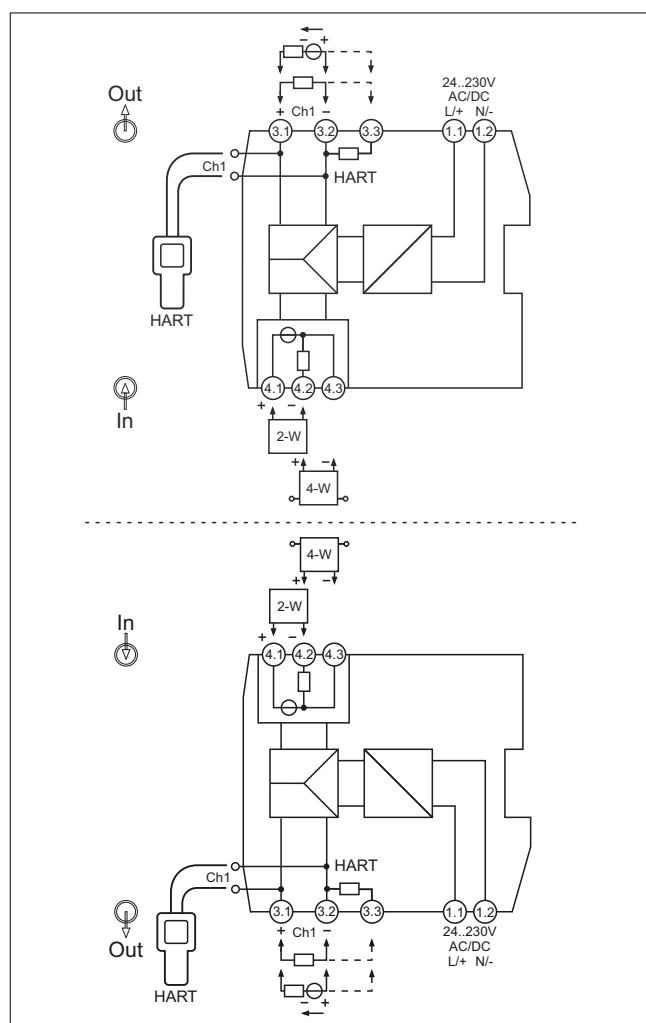 − +
24..230V
AC/DC
Out
+ Ch1 −
L/+ N/-
3.1 3.2 3.3 1.1 1.2
Ch1
HART
HART
4.1 4.2 4.3
In
+ −
2-W
+ −
4-W
4-W
+ −
2-W
In
+ −
4.1 4.2 4.3
HART
Ch1
3.1 3.2 3.3 1.1 1.2
+ Ch1 −
24..230V
AC/DC
L/+ N/-
Out
HART
− +